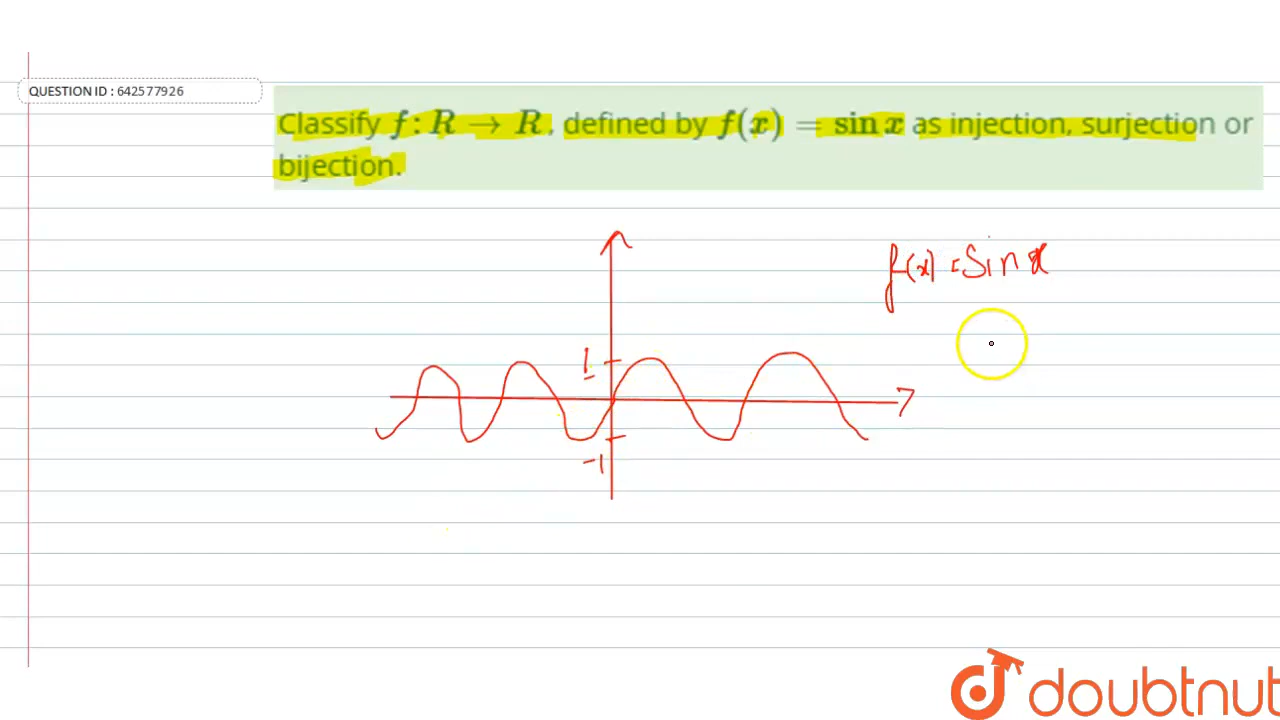 QUESTION ID : 642577926
Classify f : R → R, defined by f(x) = sin x as injection, surjection or
bijection.
f(x) = Sin x
1
-1
doubtnut